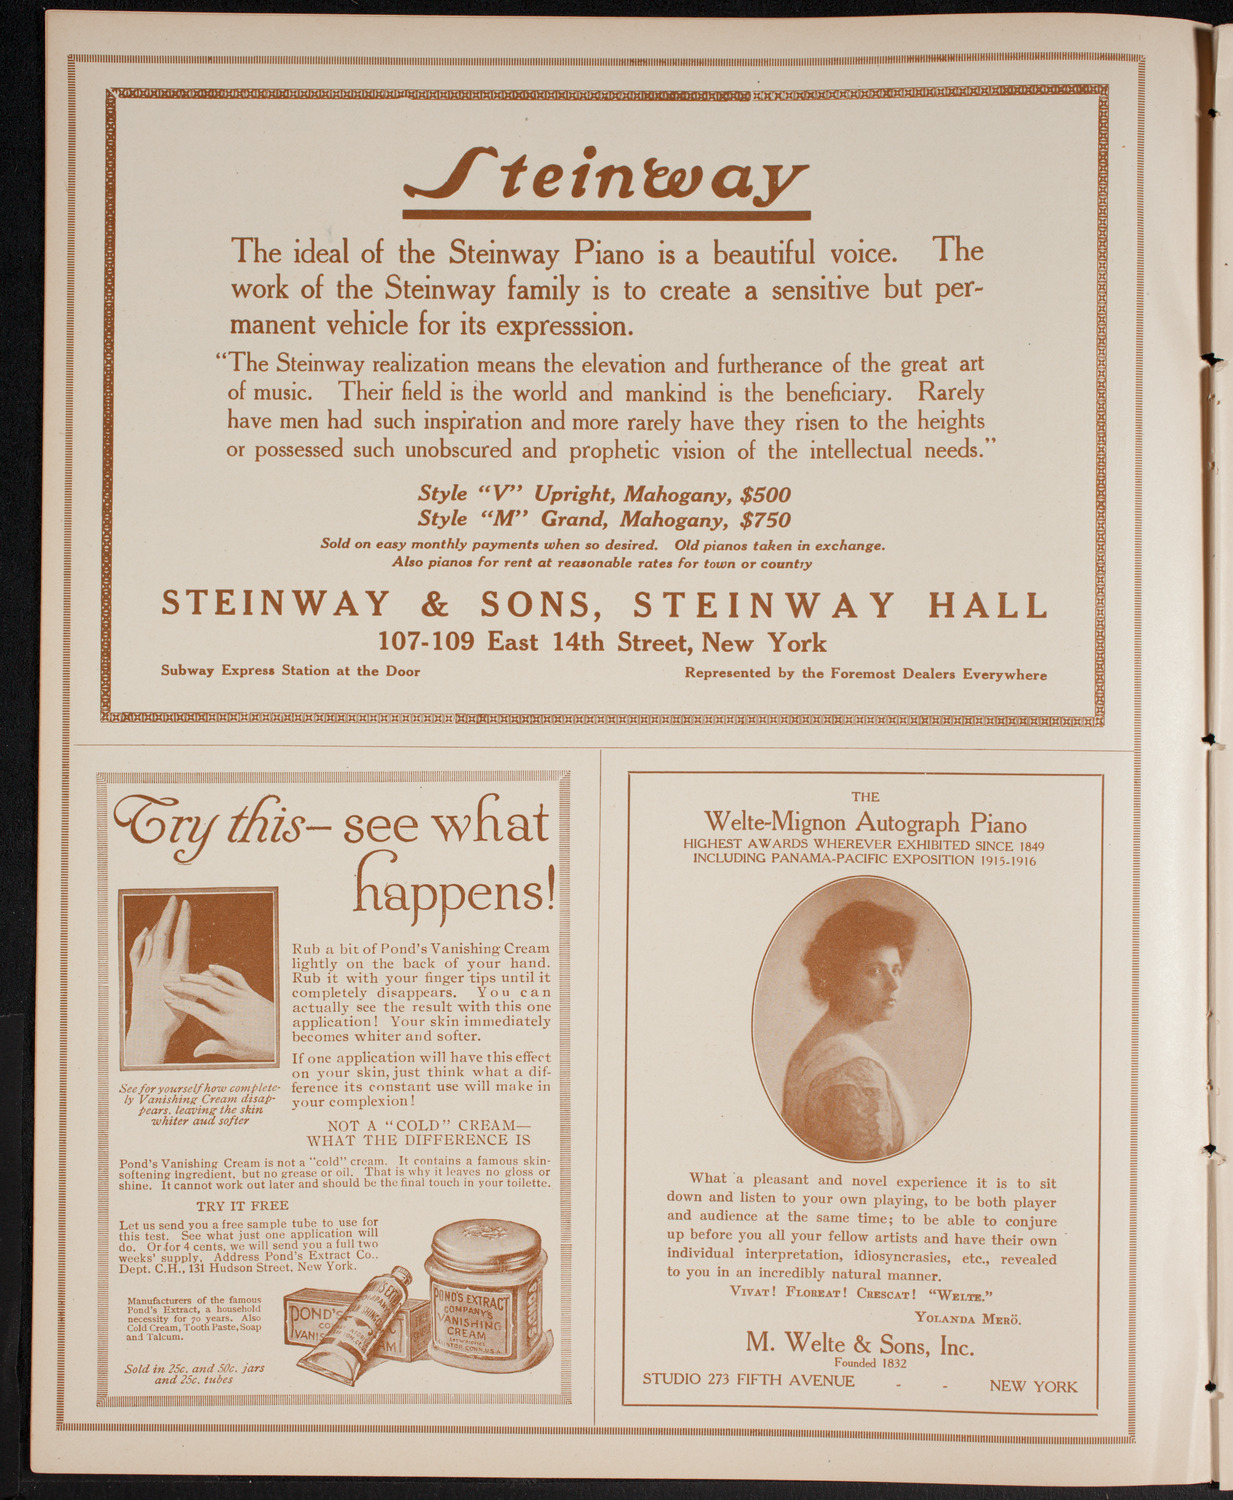 Steinway
The ideal of the Steinway Piano is a beautiful voice. The
work of the Steinway family is to create a sensitive but per-
manent vehicle for its expresssion.
“The Steinway realization means the elevation and furtherance of the great art
of music. Their field is the world and mankind is the beneficiary. Rarely
have men had such inspiration and more rarely have they risen to the heights
or possessed such unobscured and prophetic vision of the intellectual needs.”
Style “V” Upright, Mahogany, $500
Style “M” Grand, Mahogany, $750
Sold on easy monthly payments when so desired. Old pianos taken in exchange.
Also pianos for rent at reasonable rates for town or country
STEINWAY & SONS, STEINWAY HALL
107-109 East 14th Street, New York
Subway Express Station at the Door
Represented by the Foremost Dealers Everywhere
Try this—see what
happens!
Rub a bit of Pond's Vanishing Cream
lightly on the back of your hand.
Rub it with your finger tips until it
completely disappears. You can
actually see the result with this one
application! Your skin immediately
becomes whiter and softer.
If one application will have this effect
on your skin, just think what a dif-
ference its constant use will make in
your complexion!
See for yourself how complete-
ly Vanishing Cream disap-
pears, leaving the skin
whiter and softer
NOT A “COLD” CREAM—
WHAT THE DIFFERENCE IS
Pond's Vanishing Cream is not a “cold” cream. It contains a famous skin-
softening ingredient, but no grease or oil. That is why it leaves no gloss or
shine. It cannot work out later and should be the final touch in your toilette.
TRY IT FREE
Let us send you a free sample tube to use for
this test. See what just one application will
do. Or for 4 cents, we will send you a full two
weeks' supply. Address Pond's Extract Co.,
Dept. C.H., 131 Hudson Street, New York.
Manufacturers of the famous
Pond's Extract, a household
necessity for 70 years. Also
Cold Cream, Tooth Paste, Soap
and Talcum.
Sold in 25c. and 50c. jars
and 25c. tubes
POND'S
VANIS
POND'S EXTRACT
COMPANY'S
VANISHING
CREAM
THE
Welte-Mignon Autograph Piano
HIGHEST AWARDS WHEREVER EXHIBITED SINCE 1849
INCLUDING PANAMA-PACIFIC EXPOSITION 1915-1916
What a pleasant and novel experience it is to sit
down and listen to your own playing, to be both player
and audience at the same time; to be able to conjure
up before you all your fellow artists and have their own
individual interpretation, idiosyncrasies, etc., revealed
to you in an incredibly natural manner.
VIVAT! FLOREAT! CRESCAT! “WELTE.”
YOLANDA MERÖ.
M. Welte & Sons, Inc.
Founded 1832
STUDIO 273 FIFTH AVENUE - - NEW YORK